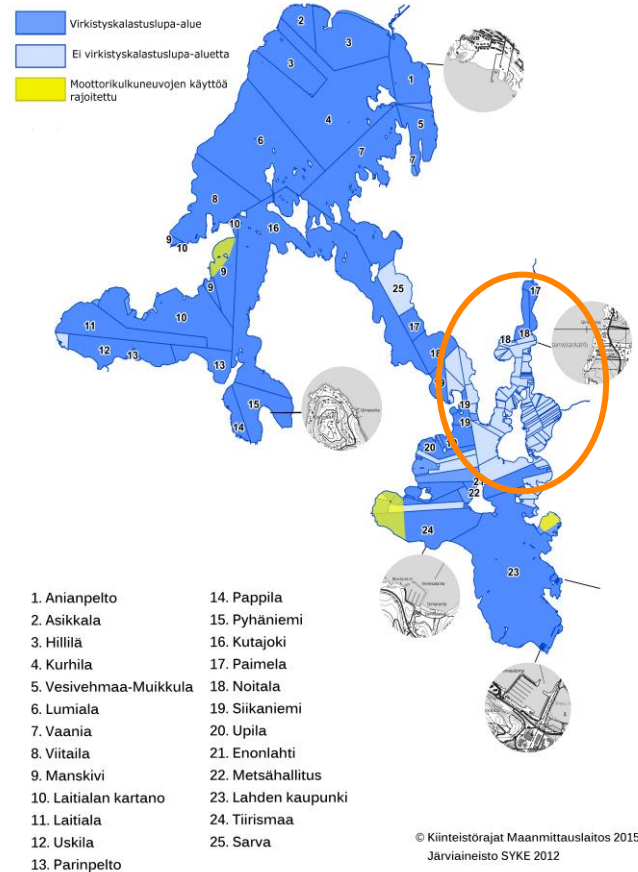 Virkistyskalastuslupa-alue
Ei virkistyskalastuslupa-aluetta
Moottorikulkuneuvojen käyttöä
rajoitettu
2
3
3
1
4
5
6
7
7
8
10
16
9
10
9
9
25
17
10
11
17
18
18
12
13
13
18
19
15
19
19
14
20
19
21
22
24
23
1. Anianpelto
2. Asikkala
3. Hillilä
4. Kurhila
5. Vesivehmaa-Muikkula
6. Lumiala
7. Vaania
8. Viitaila
9. Manskivi
10. Laitialan kartano
11. Laitiala
12. Uskila
13. Parinpelto
14. Pappila
15. Pyhäniemi
16. Kutajoki
17. Paimela
18. Noitala
19. Siikaniemi
20. Upila
21. Enonlahti
22. Metsähallitus
23. Lahden kaupunki
24. Tiirismaa
25. Sarva
© Kiinteistörajat Maanmittauslaitos 2015
Järviaineisto SYKE 2012